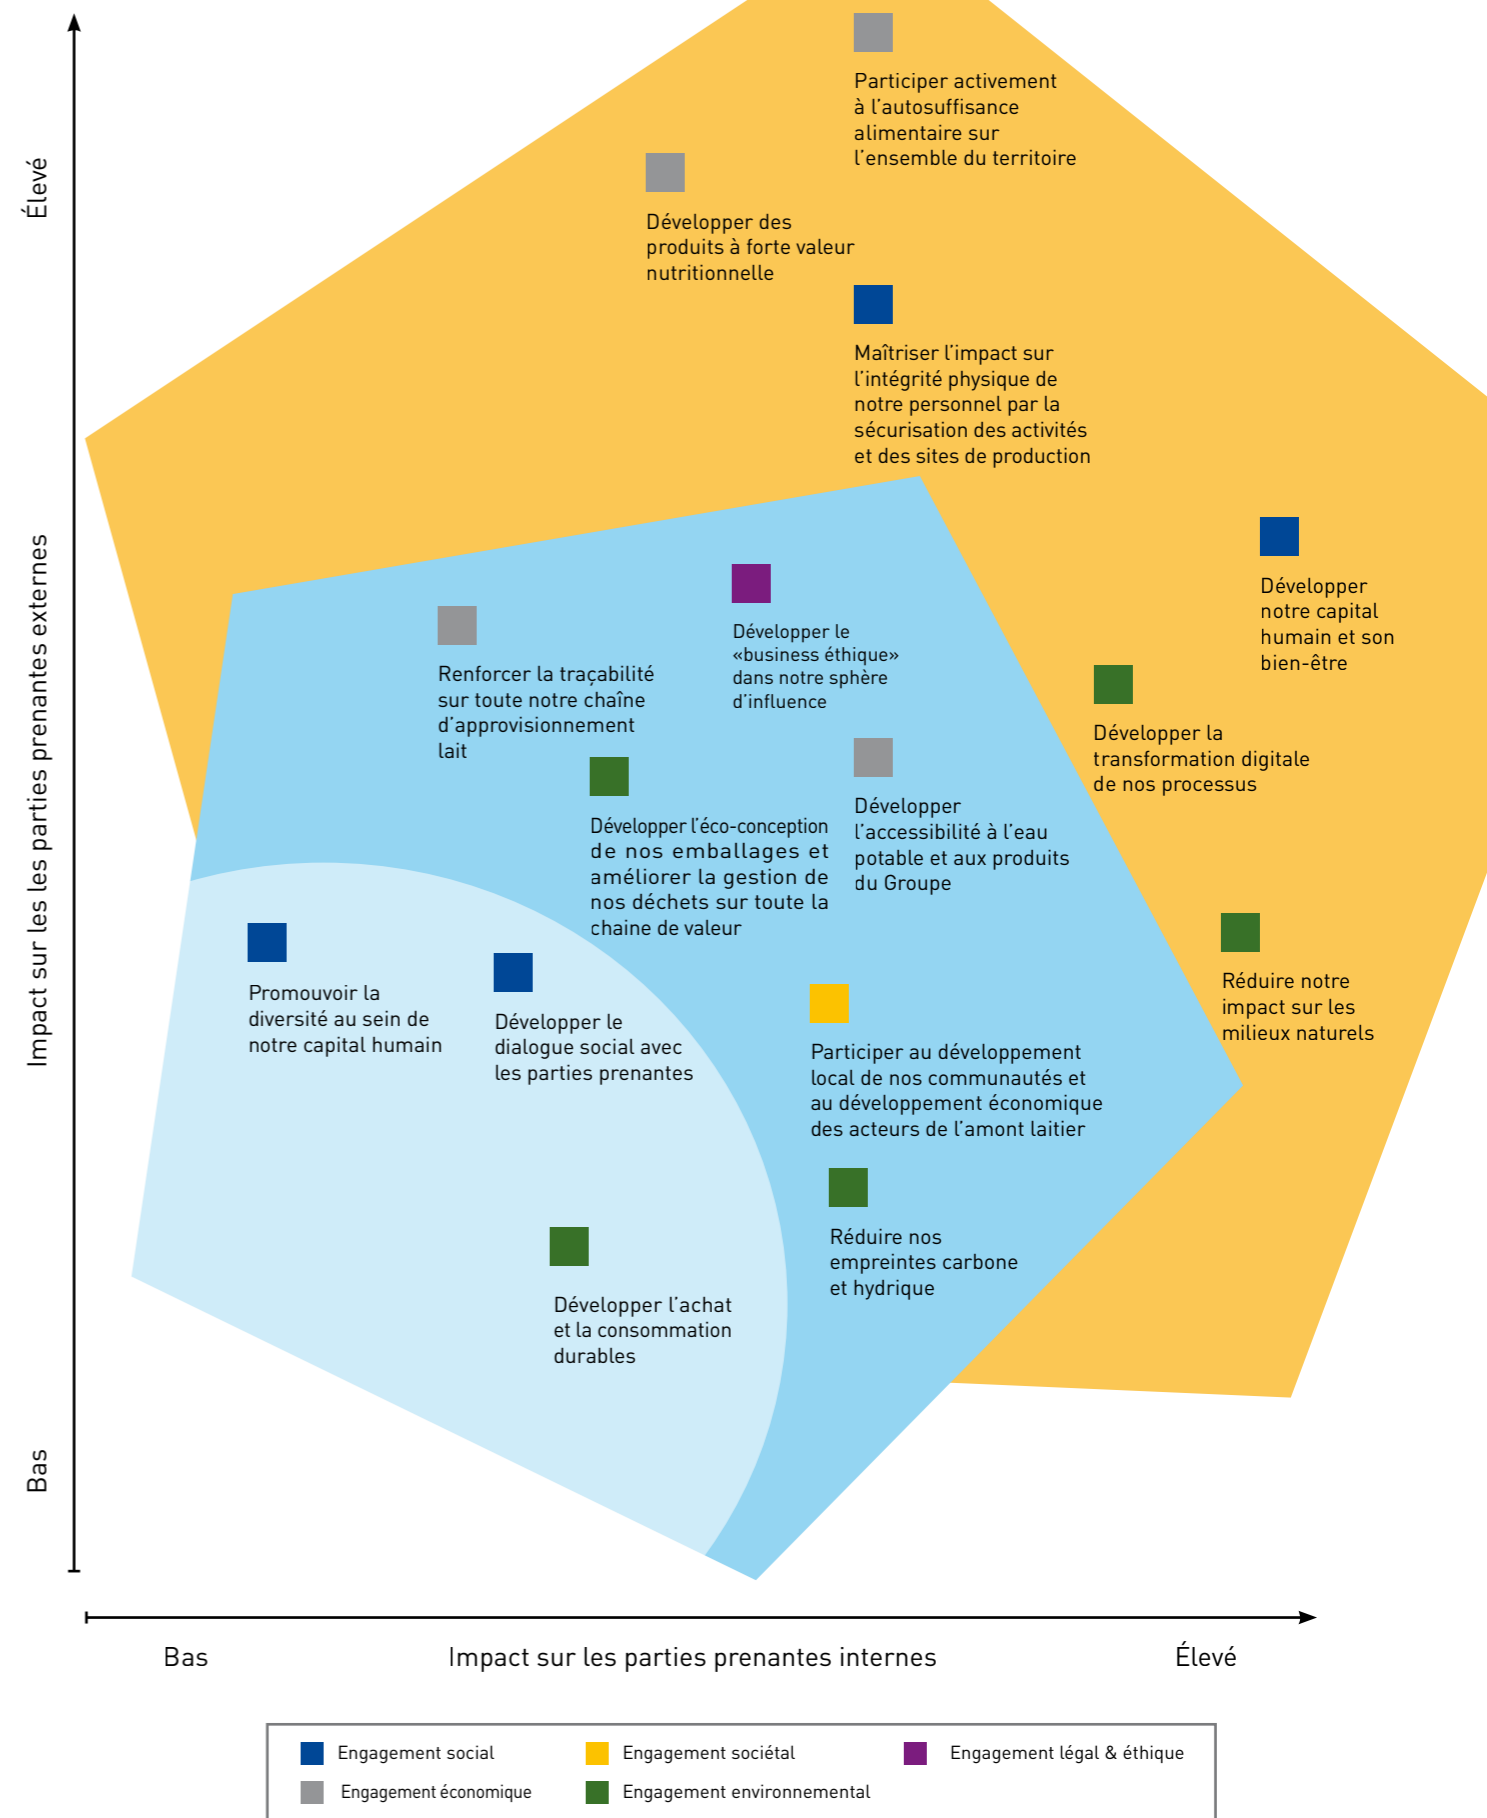 Élevé
Impact sur les les parties prenantes externes
Bas
Participer activement
à l'autosuffisance
alimentaire sur
l'ensemble du territoire
Développer des
produits à forte valeur
nutritionnelle
Maîtriser l'impact sur
l'intégrité physique de
notre personnel par la
sécurisation des activités
et des sites de production
Développer
notre capital
humain et son
bien-être
Développer le
«business éthique»
dans notre sphère
d'influence
Renforcer la traçabilité
sur toute notre chaîne
d'approvisionnement
lait
Développer la
transformation digitale
de nos processus
Développer
l'accessibilité à l'eau
potable et aux produits
du Groupe
Développer l'éco-conception
de nos emballages et
améliorer la gestion de
nos déchets sur toute la
chaine de valeur
Réduire notre
impact sur les
milieux naturels
Promouvoir la
diversité au sein de
notre capital humain
Développer le
dialogue social avec
les parties prenantes
Participer au développement
local de nos communautés et
au développement économique
des acteurs de l'amont laitier
Réduire nos
empreintes carbone
et hydrique
Développer l'achat
et la consommation
durables
Bas
Impact sur les parties prenantes internes
Élevé
Engagement social
Engagement sociétal
Engagement légal & éthique
Engagement économique
Engagement environnemental